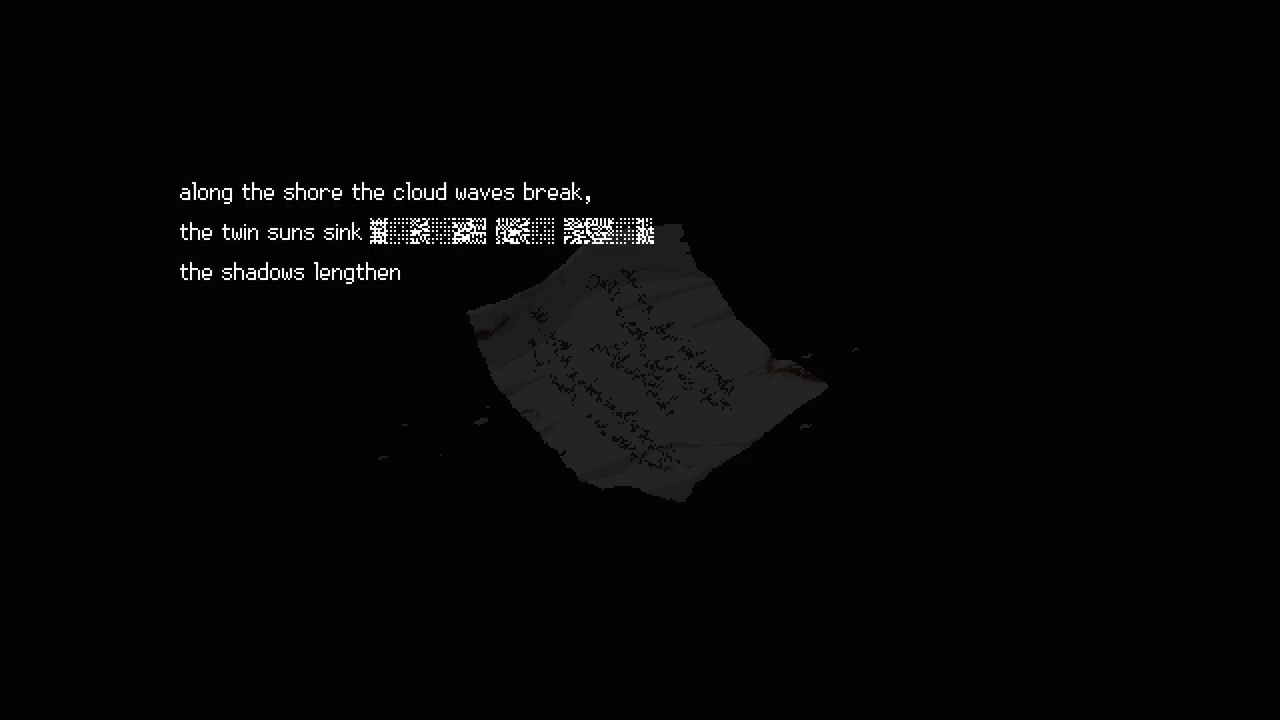 along the shore the cloud waves break,
the twin suns sink
the shadows lengthen